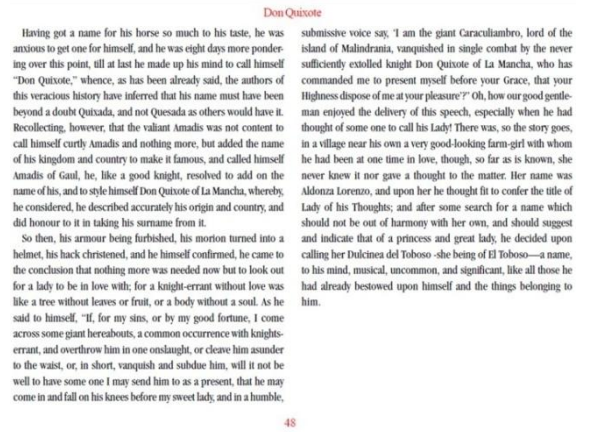 Don Quixote
Having got a name for his horse so much to his taste, he was
anxious to get one for himself, and he was eight days more ponder-
ing over this point, till at last he made up his mind to call himself
"Don Quixote," whence, as has been already said, the authors of
this veracious history have inferred that his name must have been
beyond a doubt Quixada, and not Quesada as others would have it.
Recollecting, however, that the valiant Amadis was not content to
call himself curtly Amadis and nothing more, but added the name
of his kingdom and country to make it famous, and called himself
Amadis of Gaul, he, like a good knight, resolved to add on the
name of his, and to style himself Don Quixote of La Mancha, whereby,
he considered, he described accurately his origin and country, and
did honour to it in taking his surname from it.
So then, his armour being furbished, his morion turned into a
helmet, his hack christened, and he himself confirmed, he came to
the conclusion that nothing more was needed now but to look out
for a lady to be in love with; for a knight-errant without love was
like a tree without leaves or fruit, or a body without a soul. As he
said to himself, "If, for my sins, or by my good fortune, I come
across some giant hereabouts, a common occurrence with knights-
errant, and overthrow him in one onslaught, or cleave him asunder
to the waist, or, in short, vanquish and subdue him, will it not be
well to have some one I may send him to as a present, that he may
come in and fall on his knees before my sweet lady, and in a humble,
submissive voice say, 'I am the giant Caraculiambro, lord of the
island of Malindrania, vanquished in single combat by the never
sufficiently extolled knight Don Quixote of La Mancha, who has
commanded me to present myself before your Grace, that your
Highness dispose of me at your pleasure'?" Oh, how our good gentle-
man enjoyed the delivery of this speech, especially when he had
thought of some one to call his Lady! There was, so the story goes,
in a village near his own a very good-looking farm-girl with whom
he had been at one time in love, though, so far as is known, she
never knew it nor gave a thought to the matter. Her name was
Aldonza Lorenzo, and upon her he thought fit to confer the title of
Lady of his Thoughts; and after some search for a name which
should not be out of harmony with her own, and should suggest
and indicate that of a princess and great lady, he decided upon
calling her Dulcinea del Toboso -she being of El Toboso—a name,
to his mind, musical, uncommon, and significant, like all those he
had already bestowed upon himself and the things belonging to
him.
48